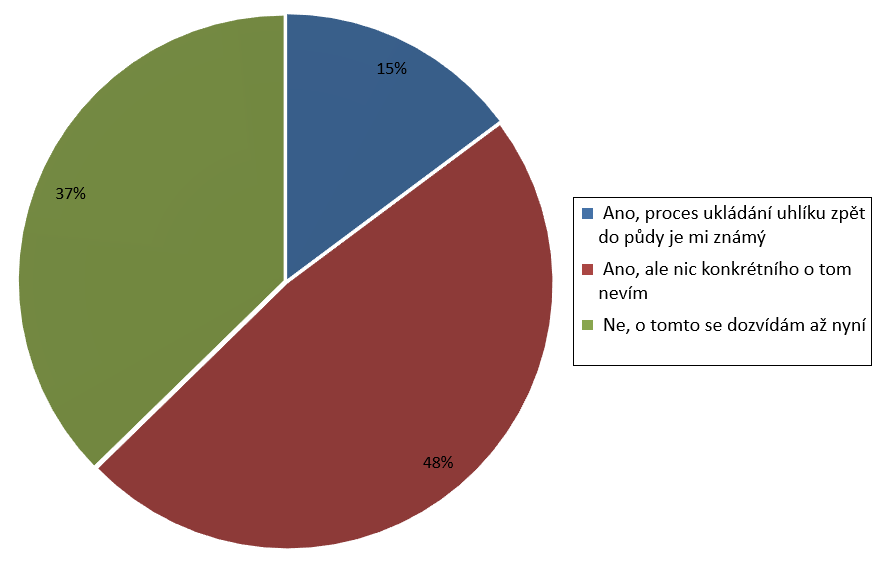 15%
37%
48%
Ano, proces ukládání uhlíku zpět
do půdy je mi známý
Ano, ale nic konkrétního o tom
nevím
Ne, o tomto se dozvídám až nyní